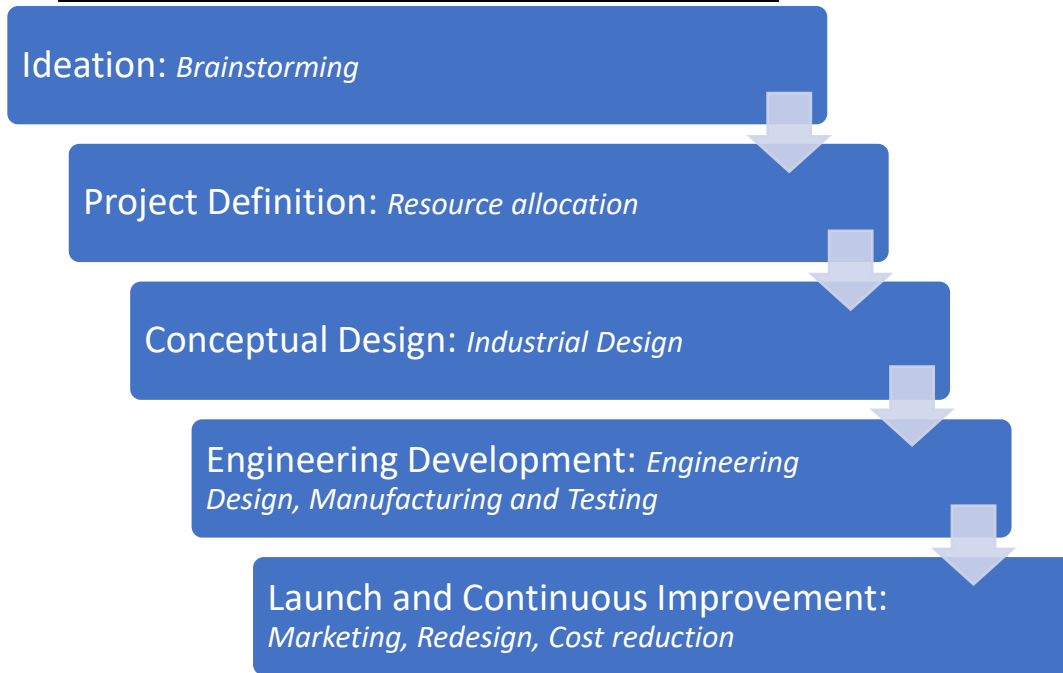 Ideation: Brainstorming
Project Definition: Resource allocation
Conceptual Design: Industrial Design
Engineering Development: Engineering
Design, Manufacturing and Testing
Launch and Continuous Improvement:
Marketing, Redesign, Cost reduction